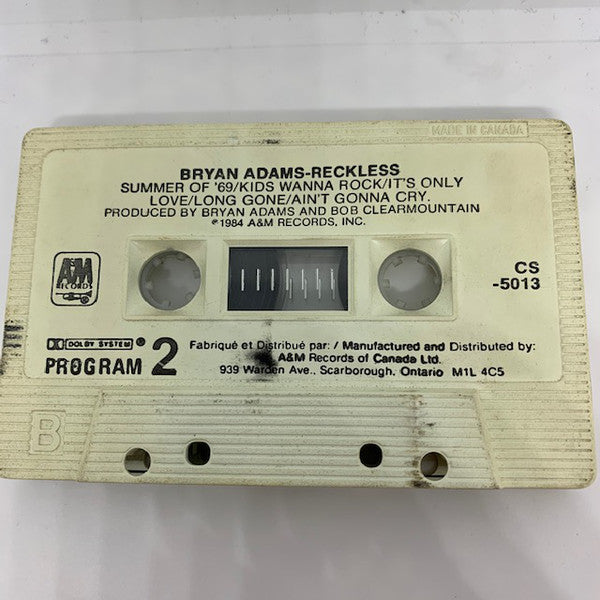 MADE IN CANADA
BRYAN ADAMS-RECKLESS
SUMMER OF '69/KIDS WANNA ROCK/IT'S ONLY
LOVE/LONG GONE/AIN'T GONNA CRY.
PRODUCED BY BRYAN ADAMS AND BOB CLEARMOUNTAIN
℗1984 A&M RECORDS, INC.
A&M
RECORDS
CS
-5013
DOLBY SYSTEM ®
PROGRAM 2
Fabriqué et Distribué par: / Manufactured and Distributed by:
A&M Records of Canada Ltd.
939 Warden Ave., Scarborough, Ontario M1L 4C5
B